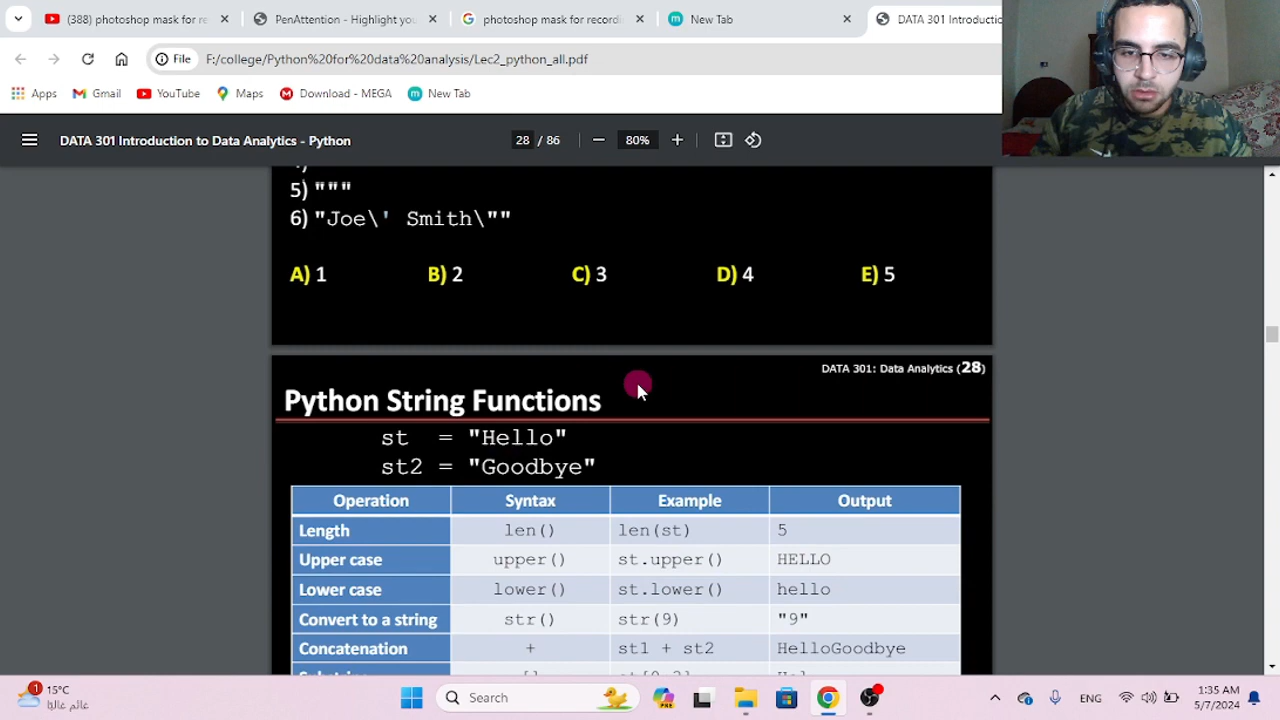 (388) photoshop mask for re
PenAttention - Highlight you
photoshop mask for recordi
New Tab
DATA 301 Introductio
File
F:/college/Python%20for%20data%20analysis/Lec2_python_all.pdf
Apps
Gmail
YouTube
Maps
Download - MEGA
New Tab
DATA 301 Introduction to Data Analytics - Python
28 / 86
80%
5) """
6) "Joe\' Smith\""
A) 1 B) 2 C) 3 D) 4 E) 5
DATA 301: Data Analytics (28)
Python String Functions
st = "Hello"
st2 = "Goodbye"
Operation Syntax Example Output
Length len() len(st) 5
Upper case upper() st.upper() HELLO
Lower case lower() st.lower() hello
Convert to a string str() str(9) "9"
Concatenation + st1 + st2 HelloGoodbye
1
15°C
عالم غالبًا
Search
PRE
ENG
1:35 AM
5/7/2024